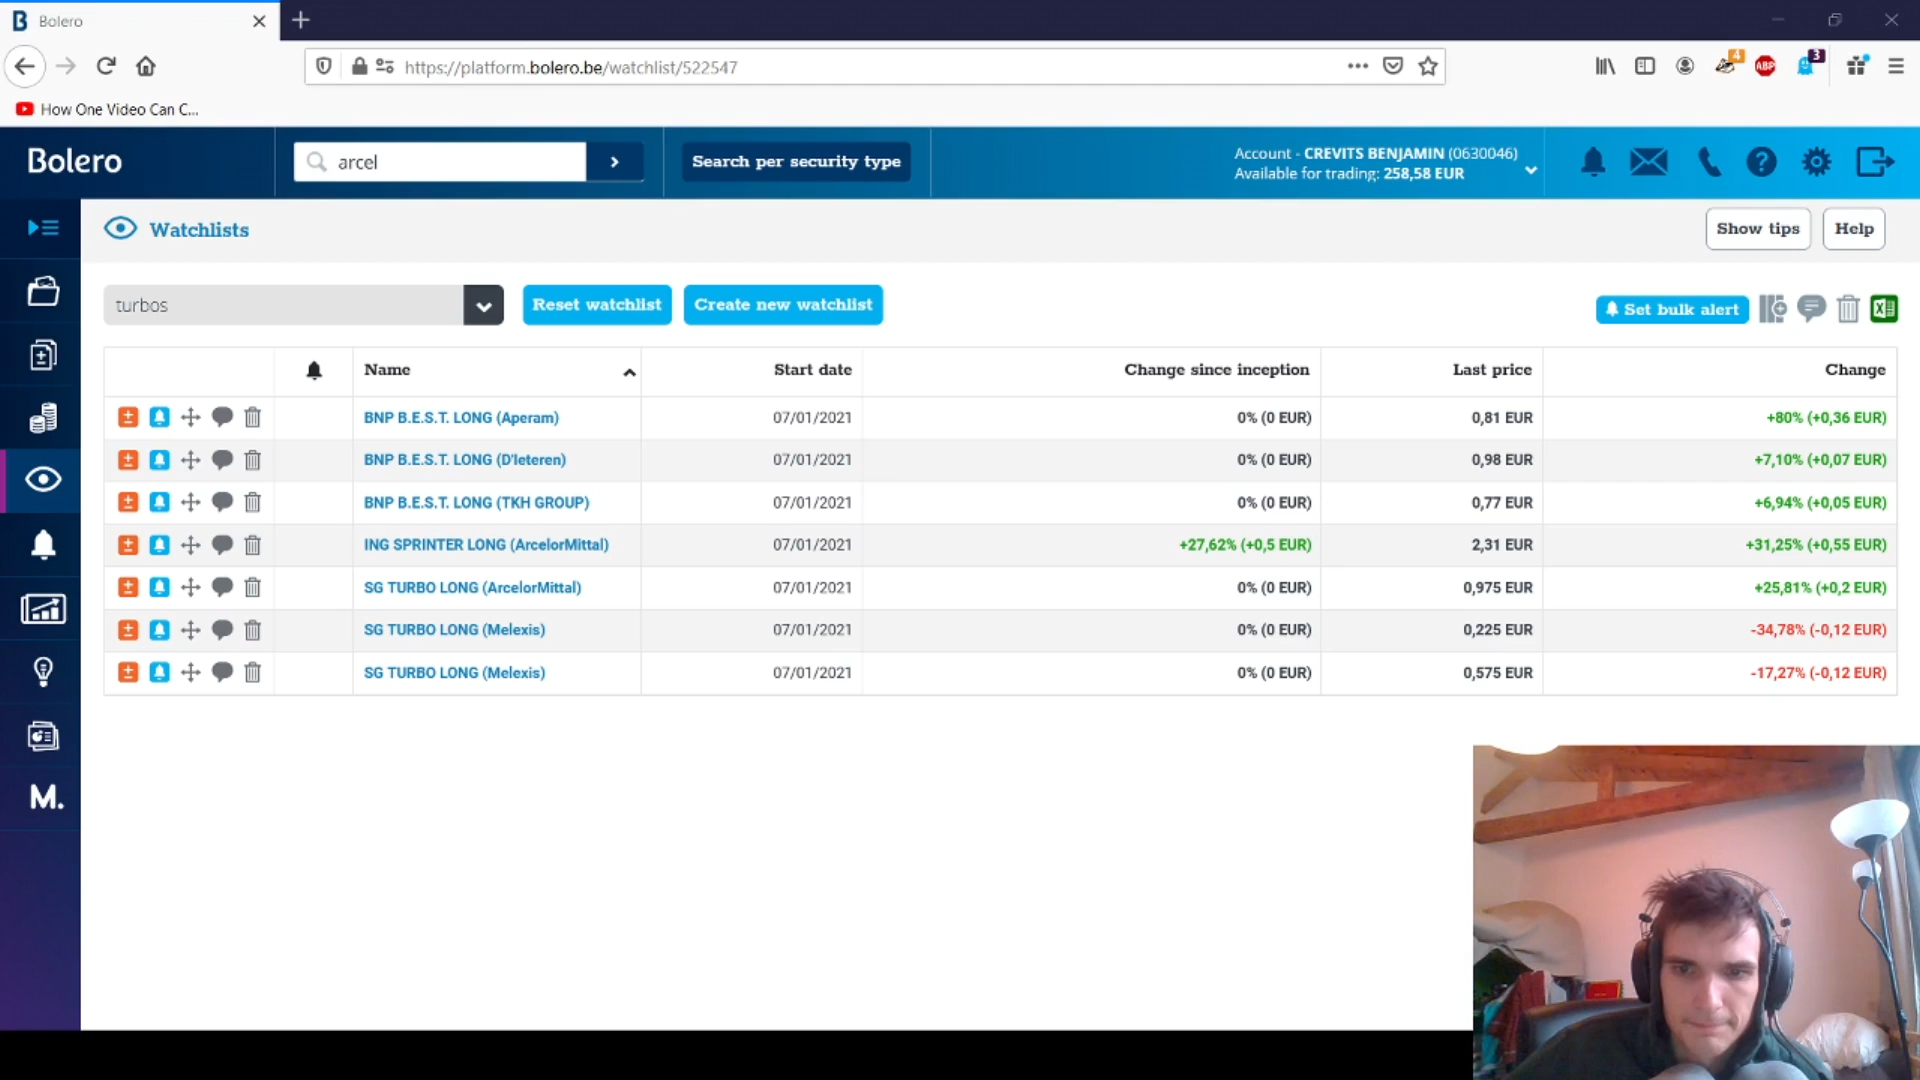 Bolero
https://platform.bolero.be/watchlist/522547
4
ABP
3
How One Video Can C...
Bolero
arcel
Search per security type
Account - CREVITS BENJAMIN (0630046)
Available for trading: 258,58 EUR
Watchlists
Show tips
Help
turbos
Reset watchlist
Create new watchlist
Set bulk alert
Name Start date Change since inception Last price Change
BNP B.E.S.T. LONG (Aperam) 07/01/2021 0% (0 EUR) 0,81 EUR +80% (+0,36 EUR)
BNP B.E.S.T. LONG (D'Ieteren) 07/01/2021 0% (0 EUR) 0,98 EUR +7,10% (+0,07 EUR)
BNP B.E.S.T. LONG (TKH GROUP) 07/01/2021 0% (0 EUR) 0,77 EUR +6,94% (+0,05 EUR)
ING SPRINTER LONG (ArcelorMittal) 07/01/2021 +27,62% (+0,5 EUR) 2,31 EUR +31,25% (+0,55 EUR)
SG TURBO LONG (ArcelorMittal) 07/01/2021 0% (0 EUR) 0,975 EUR +25,81% (+0,2 EUR)
SG TURBO LONG (Melexis) 07/01/2021 0% (0 EUR) 0,225 EUR -34,78% (-0,12 EUR)
SG TURBO LONG (Melexis) 07/01/2021 0% (0 EUR) 0,575 EUR -17,27% (-0,12 EUR)
M.